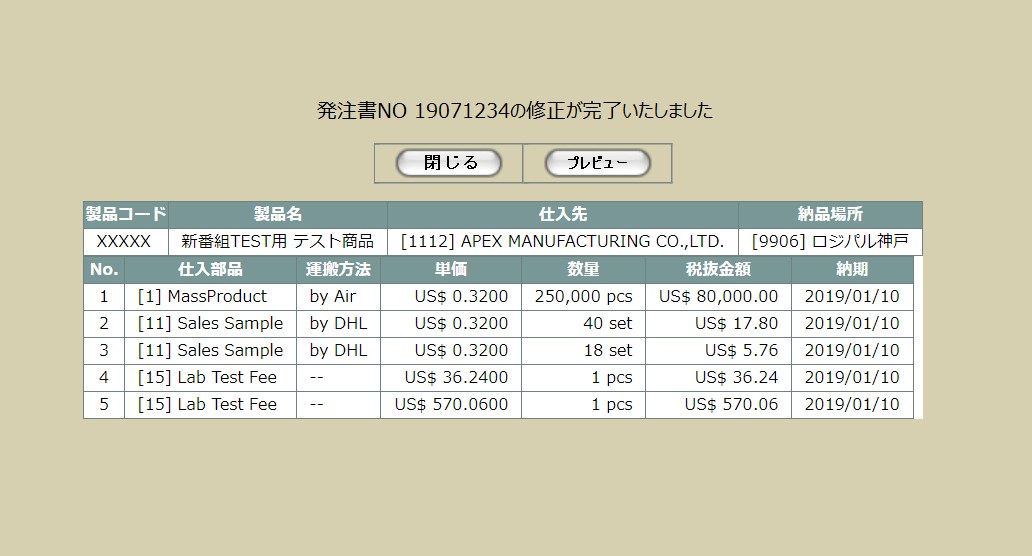 発注書NO 19071234の修正が完了いたしました
閉じる プレビュー
製品コード 製品名 仕入先 納品場所
XXXXX 新番組TEST用 テスト商品 [1112] APEX MANUFACTURING CO.,LTD. [9906] ロジパル神戸
No. 仕入部品 運搬方法 単価 数量 税抜金額 納期
1 [1] MassProduct by Air US$ 0.3200 250,000 pcs US$ 80,000.00 2019/01/10
2 [11] Sales Sample by DHL US$ 0.3200 40 set US$ 17.80 2019/01/10
3 [11] Sales Sample by DHL US$ 0.3200 18 set US$ 5.76 2019/01/10
4 [15] Lab Test Fee -- US$ 36.2400 1 pcs US$ 36.24 2019/01/10
5 [15] Lab Test Fee -- US$ 570.0600 1 pcs US$ 570.06 2019/01/10